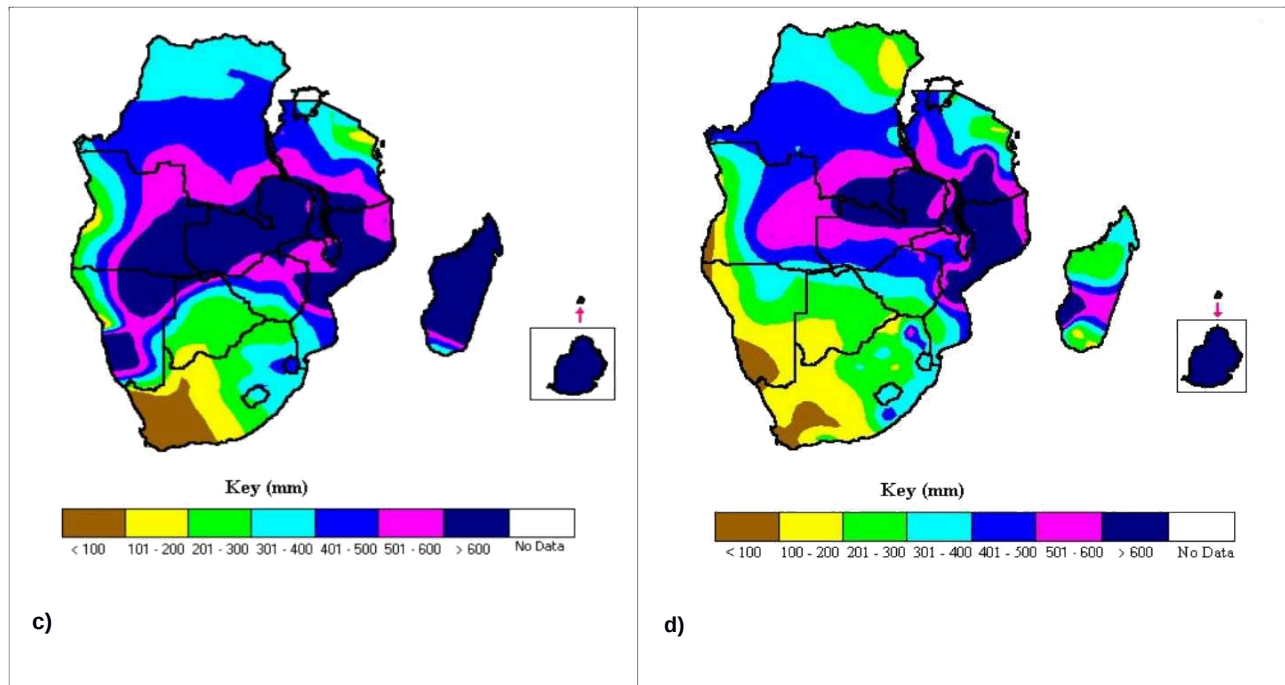 Key (mm)
< 100 101 - 200 201 - 300 301 - 400 401 - 500 501 - 600 > 600 No Data
c)
Key (mm)
< 100 100 - 200 201 - 300 301 - 400 401 - 500 501 - 600 > 600 No Data
d)